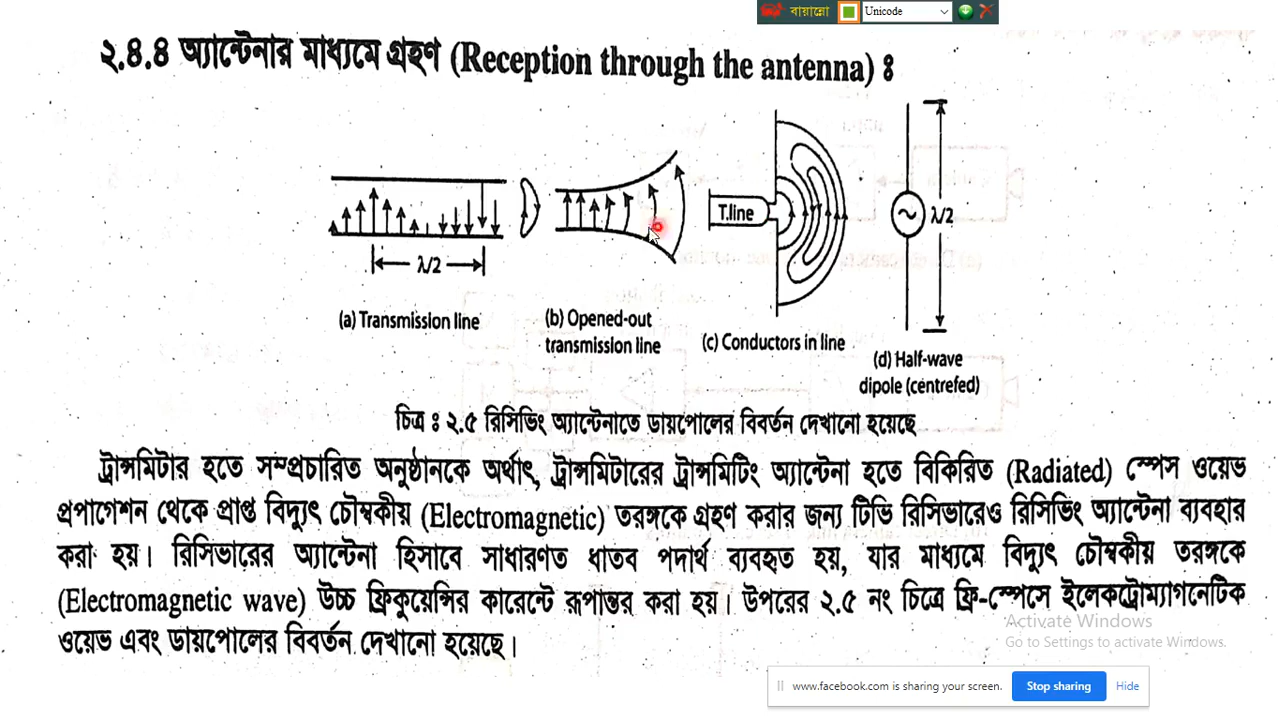 বায়ান্নো
Unicode
২.৪.৪ অ্যান্টেনার মাধ্যমে গ্রহণ (Reception through the antenna) ঃ
T.line
λ/2
λ/2
(a) Transmission line
(b) Opened-out
transmission line
(c) Conductors in line
(d) Half-wave
dipole (centrefed)
চিত্র ঃ ২.৫ রিসিভিং অ্যান্টেনাতে ডায়পোলের বিবর্তন দেখানো হয়েছে
ট্রান্সমিটার হতে সম্প্রচারিত অনুষ্ঠানকে অর্থাৎ, ট্রান্সমিটারের ট্রান্সমিটিং অ্যান্টেনা হতে বিকিরিত (Radiated) স্পেস ওয়েভ
প্রপাগেশন থেকে প্রাপ্ত বিদ্যুৎ চৌম্বকীয় (Electromagnetic) তরঙ্গকে গ্রহণ করার জন্য টিভি রিসিভারেও রিসিভিং অ্যান্টেনা ব্যবহার
করা হয়। রিসিভারের অ্যান্টেনা হিসাবে সাধারণত ধাতব পদার্থ ব্যবহৃত হয়, যার মাধ্যমে বিদ্যুৎ চৌম্বকীয় তরঙ্গকে
(Electromagnetic wave) উচ্চ ফ্রিকুয়েন্সির কারেন্টে রূপান্তর করা হয়। উপরের ২.৫ নং চিত্রে ফ্রি-স্পেসে ইলেকট্রোম্যাগনেটিক
ওয়েভ এবং ডায়পোলের বিবর্তন দেখানো হয়েছে।
Activate Windows
Go to Settings to activate Windows.
www.facebook.com is sharing your screen.
Stop sharing
Hide